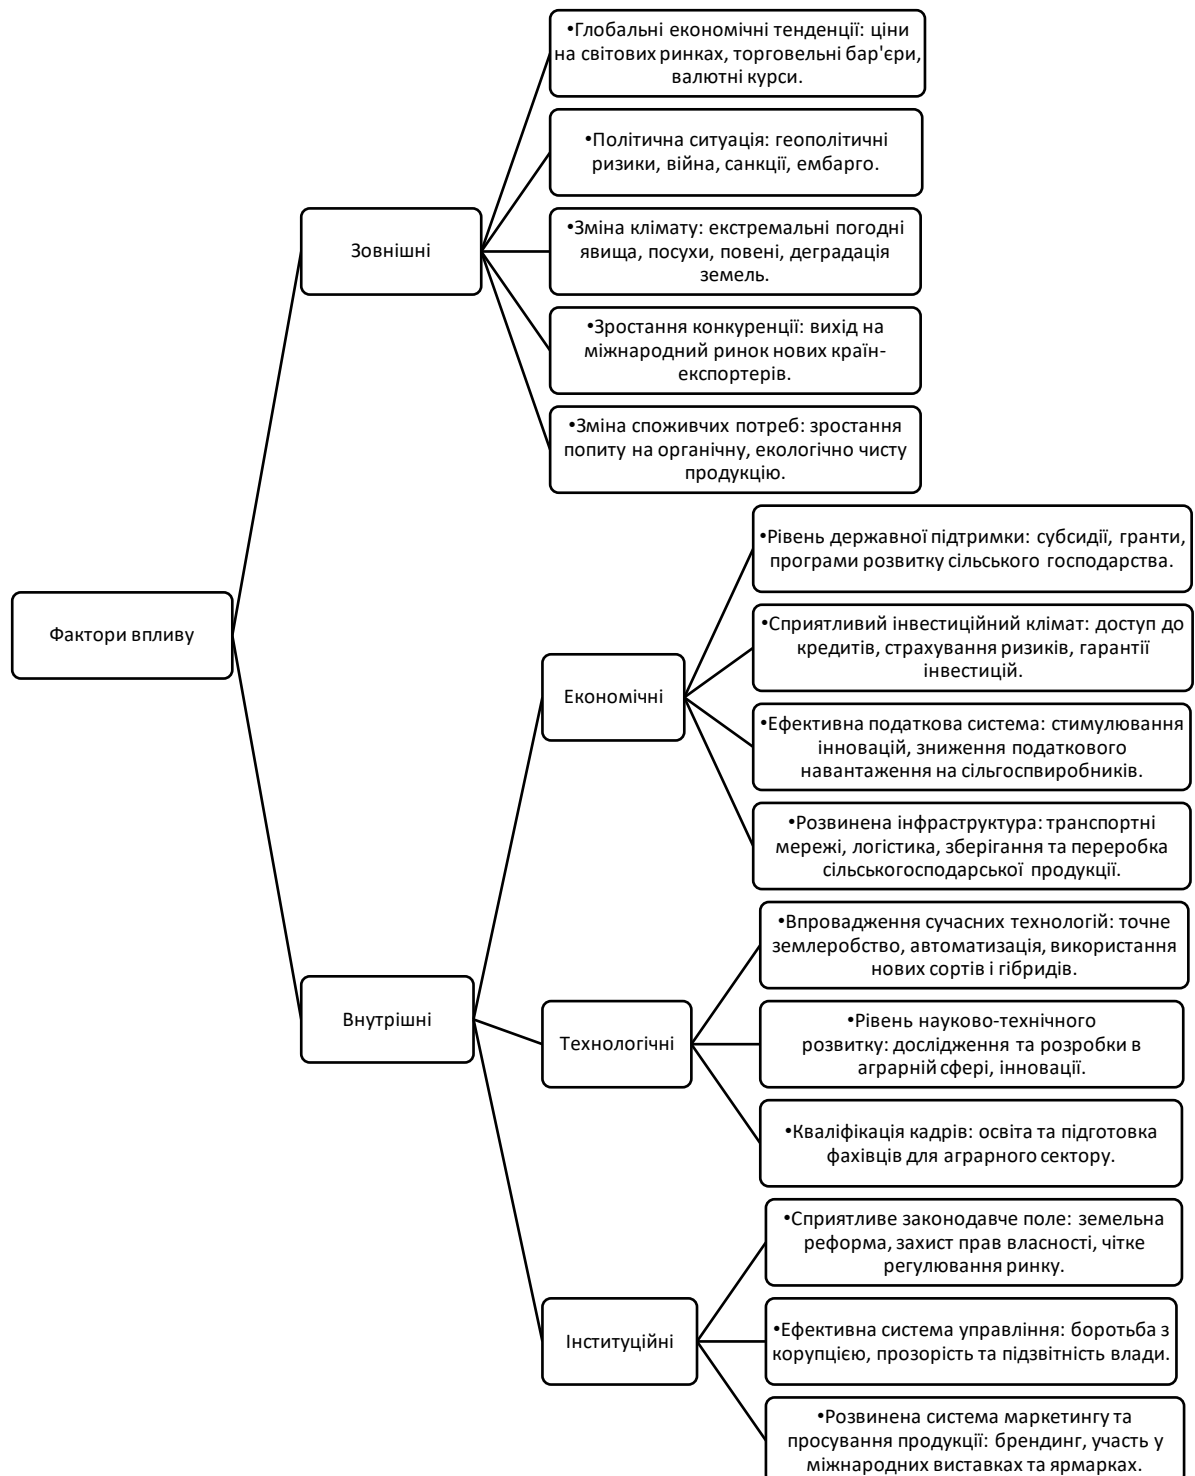 Фактори впливу
Зовнішні
•Глобальні економічні тенденції: ціни
на світових ринках, торговельні бар'єри,
валютні курси.
•Політична ситуація: геополітичні
ризики, війна, санкції, ембарго.
•Зміна клімату: екстремальні погодні
явища, посухи, повені, деградація
земель.
•Зростання конкуренції: вихід на
міжнародний ринок нових країн-
експортерів.
•Зміна споживчих потреб: зростання
попиту на органічну, екологічно чисту
продукцію.
Внутрішні
Економічні
•Рівень державної підтримки: субсидії, гранти,
програми розвитку сільського господарства.
•Сприятливий інвестиційний клімат: доступ до
кредитів, страхування ризиків, гарантії
інвестицій.
•Ефективна податкова система: стимулювання
інновацій, зниження податкового
навантаження на сільгоспвиробників.
•Розвинена інфраструктура: транспортні
мережі, логістика, зберігання та переробка
сільськогосподарської продукції.
Технологічні
•Впровадження сучасних технологій: точне
землеробство, автоматизація, використання
нових сортів і гібридів.
•Рівень науково-технічного
розвитку: дослідження та розробки в
аграрній сфері, інновації.
•Кваліфікація кадрів: освіта та підготовка
фахівців для аграрного сектору.
Інституційні
•Сприятливе законодавче поле: земельна
реформа, захист прав власності, чітке
регулювання ринку.
•Ефективна система управління: боротьба з
корупцією, прозорість та підзвітність влади.
•Розвинена система маркетингу та
просування продукції: брендинг, участь у
міжнародних виставках та ярмарках.